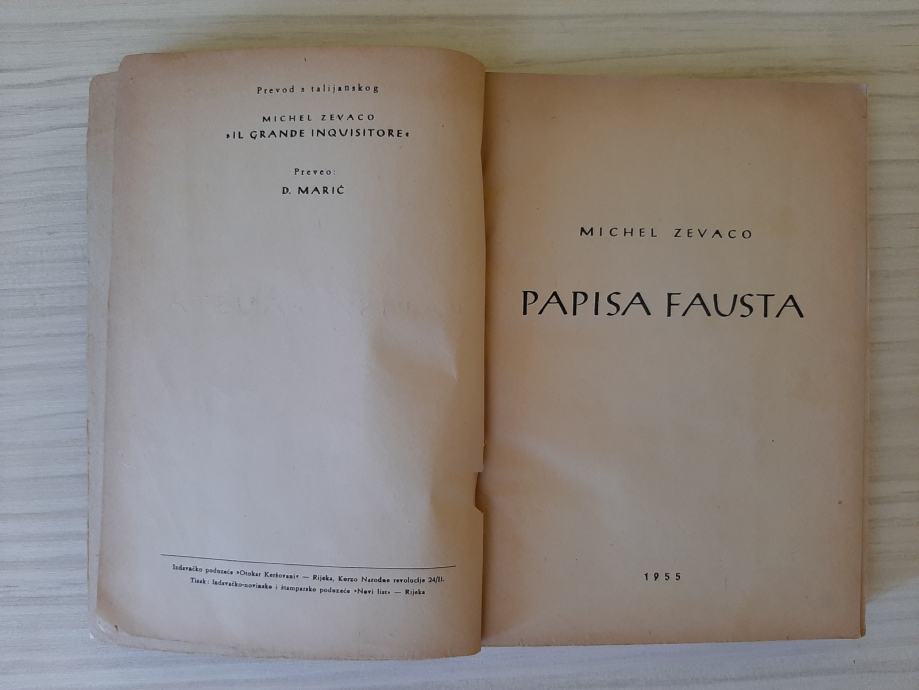 Prevod s talijanskog
MICHEL ZEVACO
»IL GRANDE INQUISITORE«
Preveo:
D. MARIĆ
Izdavačko poduzeće »Otokar Keršovani« — Rijeka, Korzo Narodne revolucije 24/II.
Tisak: Izdavačko-novinsko i štamparsko poduzeće »Novi list« — Rijeka
MICHEL ZEVACO
PAPISA FAUSTA
1955